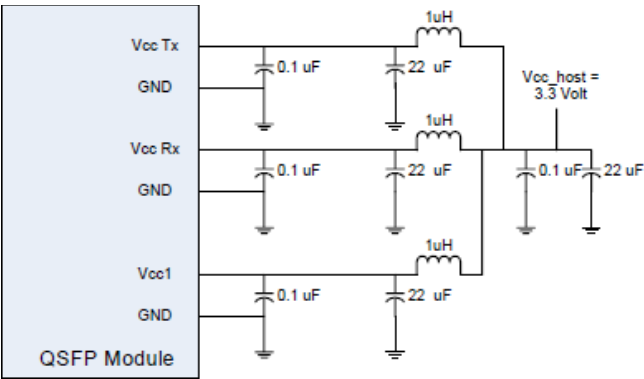 1uH
Vcc Tx
0.1 uF
22 uF
GND
Vcc_host =
3.3 Volt
1uH
Vcc Rx
0.1 uF
22 uF
0.1 uF
22 uF
GND
1uH
Vcc1
0.1 uF
22 uF
GND
QSFP Module